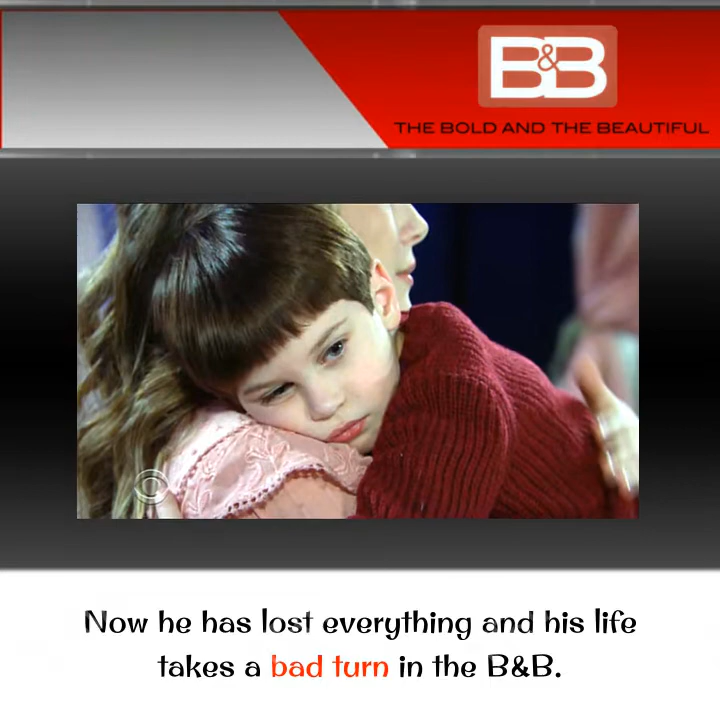 B&B
THE BOLD AND THE BEAUTIFUL
Now he has lost everything and his life
takes a bad turn in the B&B.